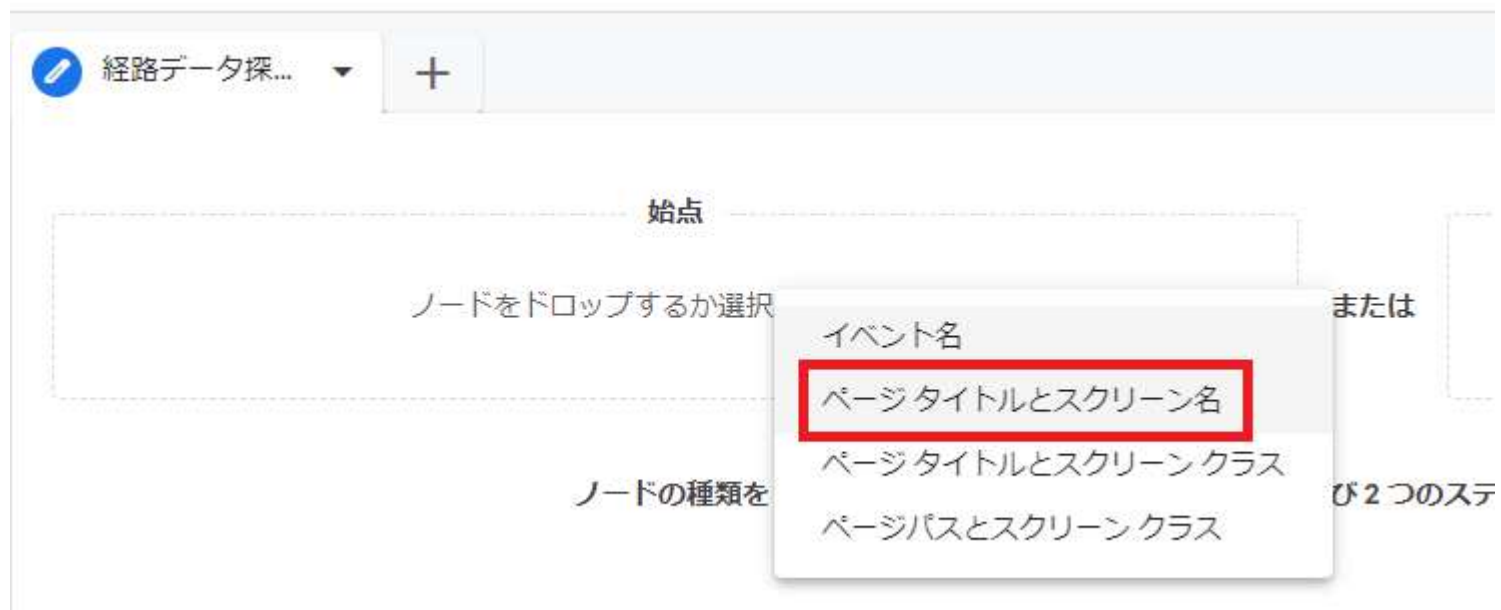 経路データ探...
始点
ノードをドロップするか選択
または
イベント名
ページ タイトルとスクリーン名
ページ タイトルとスクリーン クラス
ノードの種類を
び 2 つのステ
ページパスとスクリーン クラス